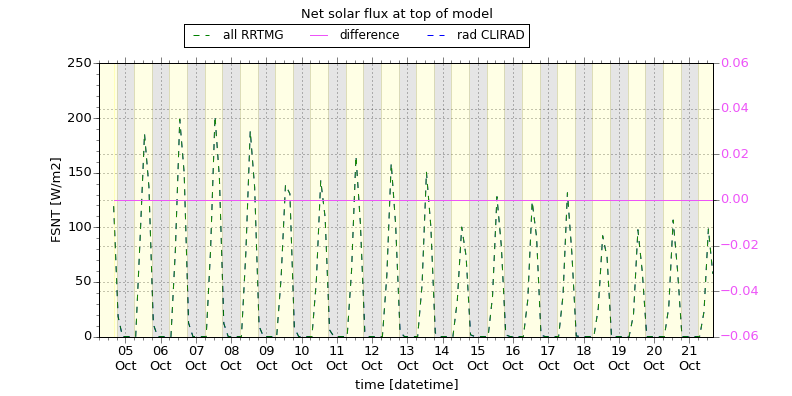 Net solar flux at top of model
all RRTMG difference rad CLIRAD
250
200
150
100
50
0
FSNT [W/m2]
0.06
0.04
0.02
0.00
−0.02
−0.04
−0.06
05 06 07 08 09 10 11 12 13 14 15 16 17 18 19 20 21
Oct Oct Oct Oct Oct Oct Oct Oct Oct Oct Oct Oct Oct Oct Oct Oct Oct
time [datetime]